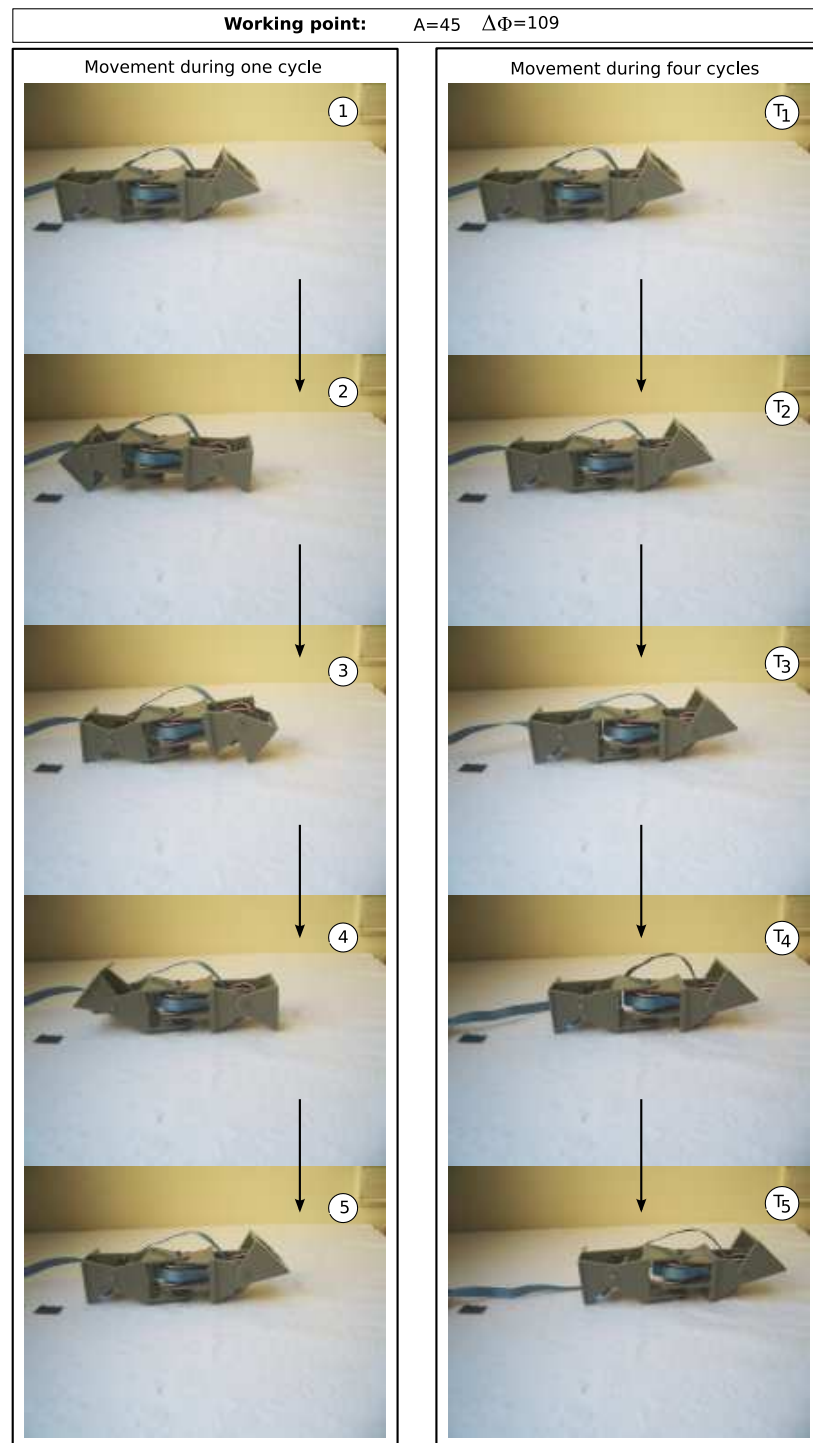 Working point: A=45 ΔΦ=109
Movement during one cycle
1
2
3
4
5
Movement during four cycles
T1
T2
T3
T4
T5